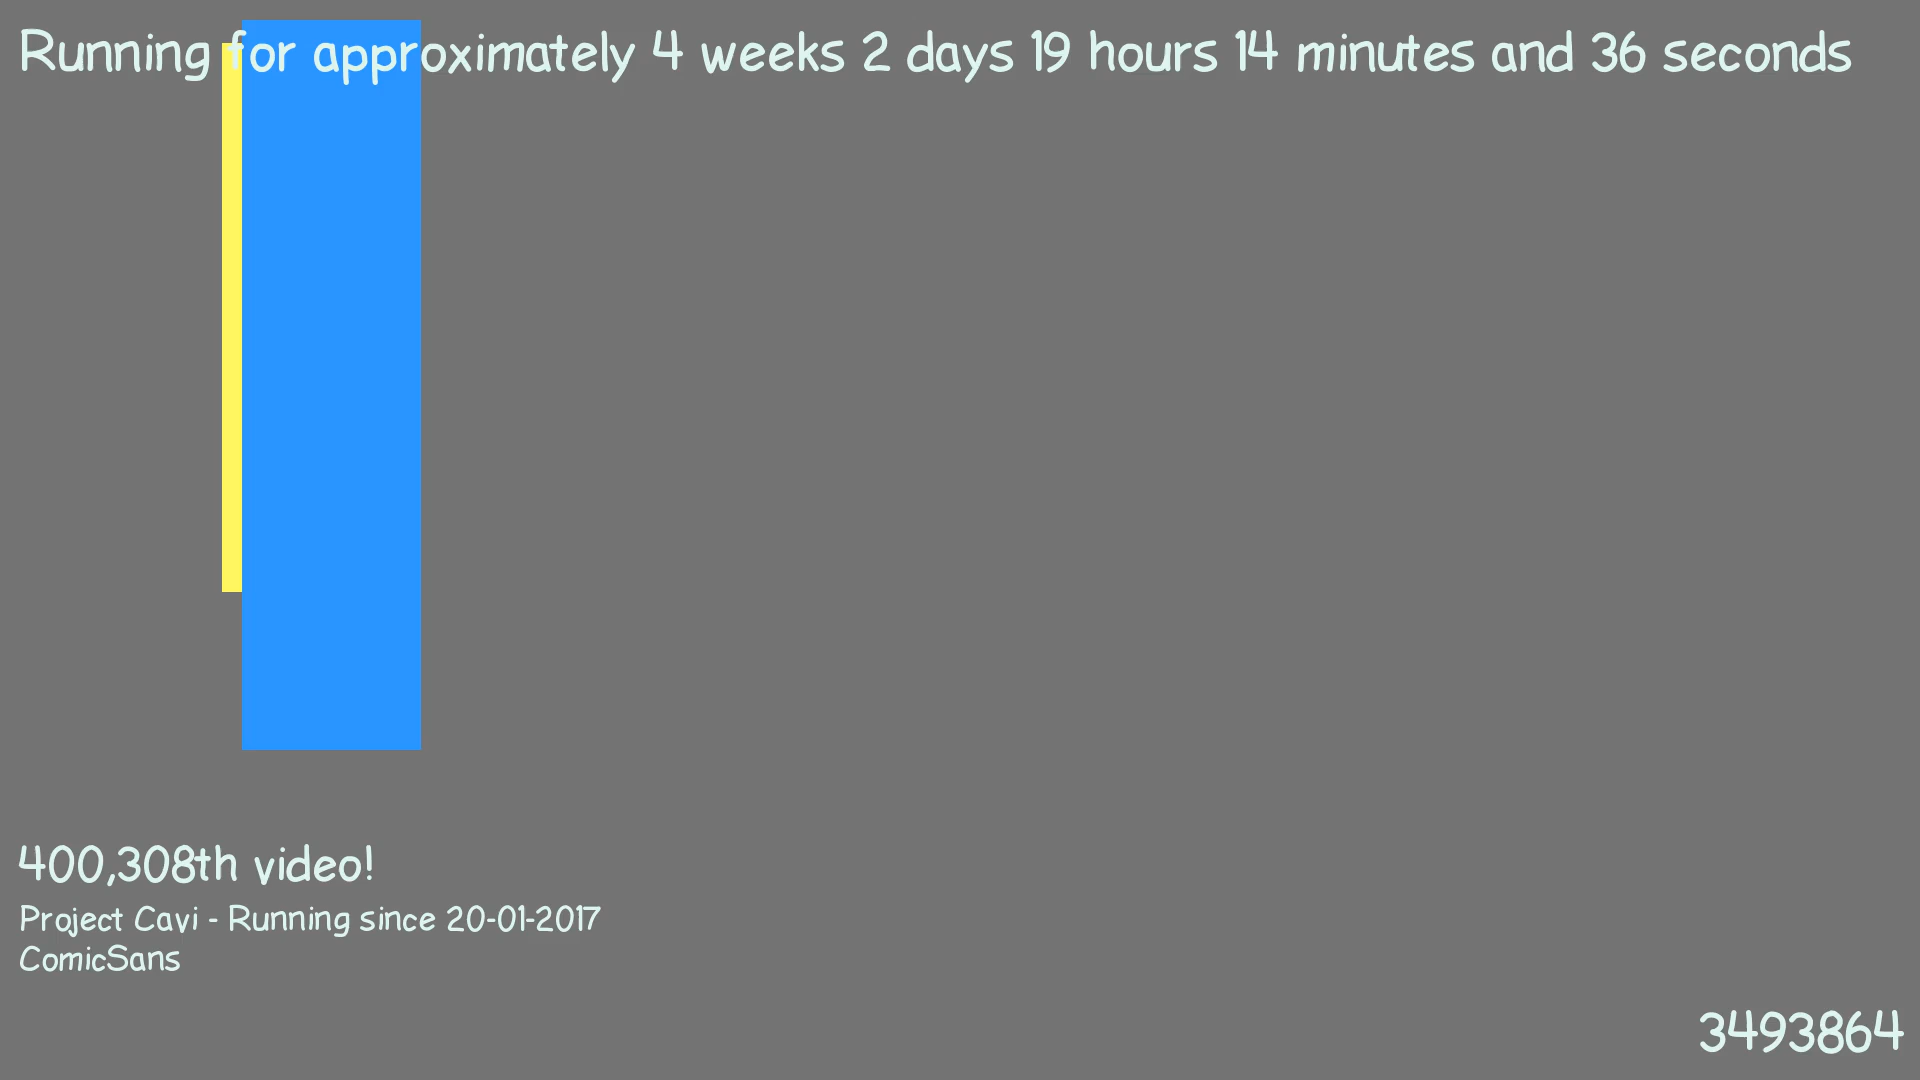 Running for approximately 4 weeks 2 days 19 hours 14 minutes and 36 seconds
400,308th video!
Project Cavi - Running since 20-01-2017
ComicSans
3493864